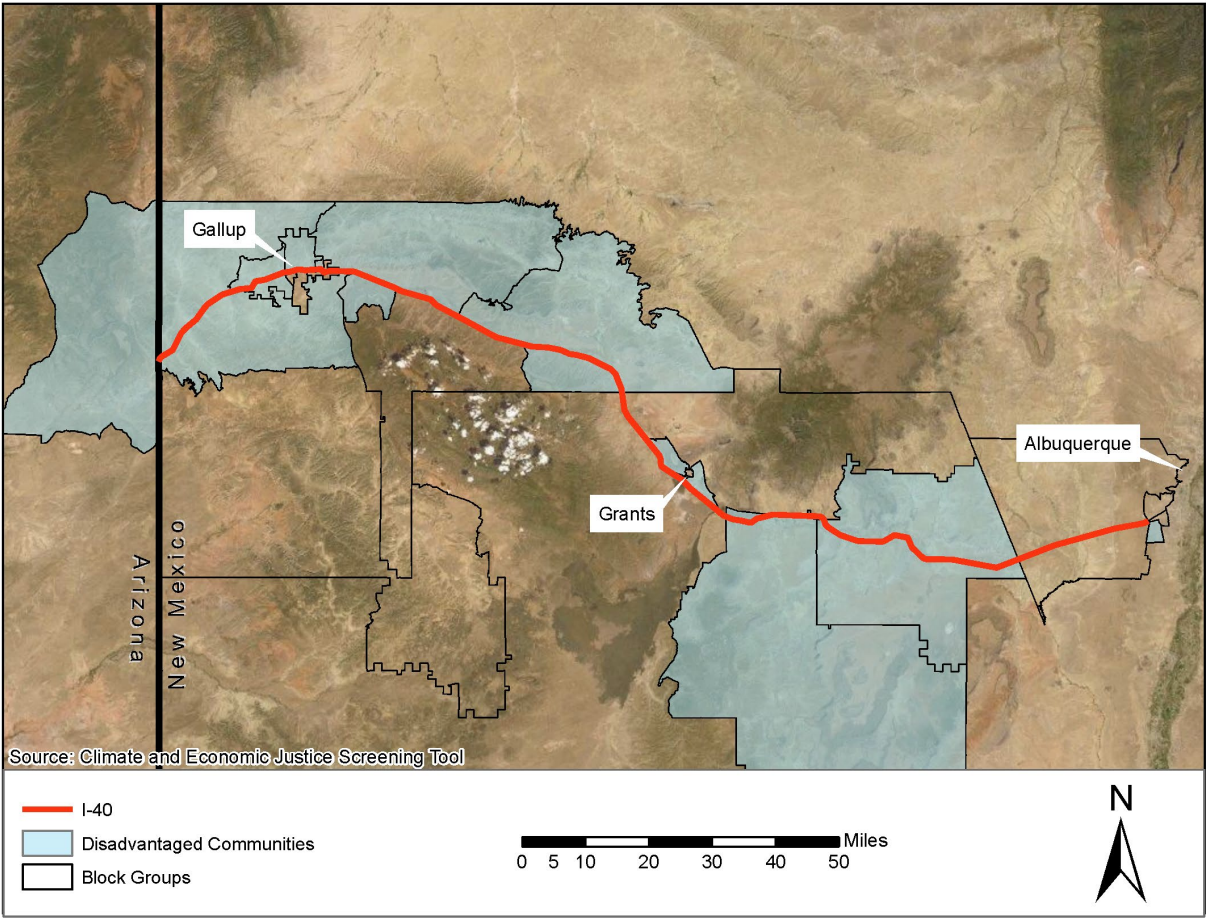 Gallup
Albuquerque
Grants
Arizona
New Mexico
Source: Climate and Economic Justice Screening Tool
I-40
Disadvantaged Communities
Block Groups
Miles
0 5 10 20 30 40 50
N